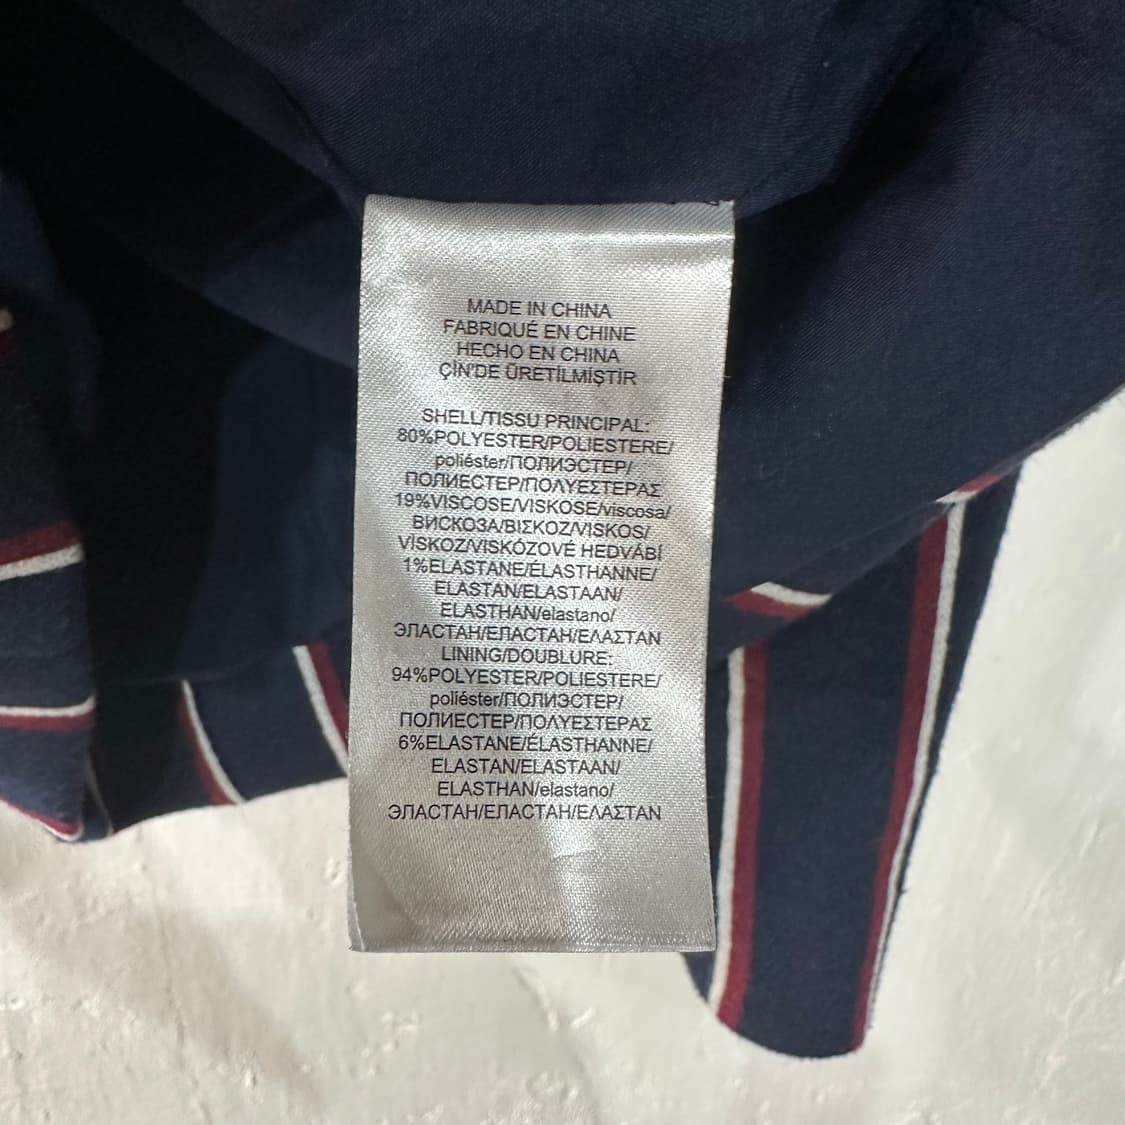 MADE IN CHINA
FABRIQUÉ EN CHINE
HECHO EN CHINA
ÇİN'DE ÜRETİLMİŞTİR
SHELL/TISSU PRINCIPAL:
80%POLYESTER/POLIESTERE/
poliéster/ПОЛИЭСТЕР/
ПОЛИЕСТЕР/ΠΟΛΥΕΣΤΕΡΑΣ
19%VISCOSE/VISKOSE/viscosa/
ВИСКОЗА/ΒΙΣΚΟΖ/VISKOS/
VİSKOZ/VISKÓZOVÉ HEDVÁBÍ
1%ELASTANE/ÉLASTHANNE/
ELASTAN/ELASTAAN/
ELASTHAN/elastano/
ЭЛАСТАН/ЕЛАСТАН/ΕΛΑΣΤΑΝ
LINING/DOUBLURE:
94%POLYESTER/POLIESTERE/
poliéster/ПОЛИЭСТЕР/
ПОЛИЕСТЕР/ΠΟΛΥΕΣΤΕΡΑΣ
6%ELASTANE/ÉLASTHANNE/
ELASTAN/ELASTAAN/
ELASTHAN/elastano/
ЭЛАСТАН/ЕЛАСТАН/ΕΛΑΣΤΑΝ